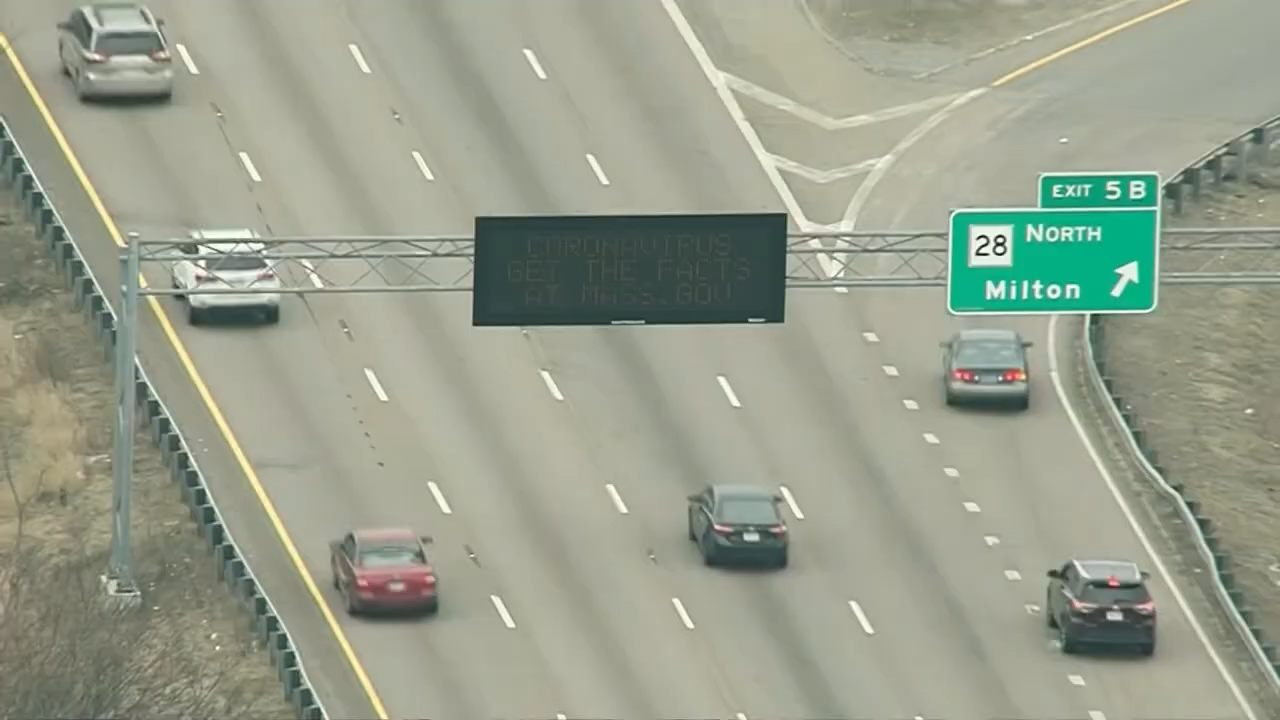 CORONAVIRUS
GET THE FACTS
AT MASS.GOV
EXIT 5 B
28 NORTH
Milton